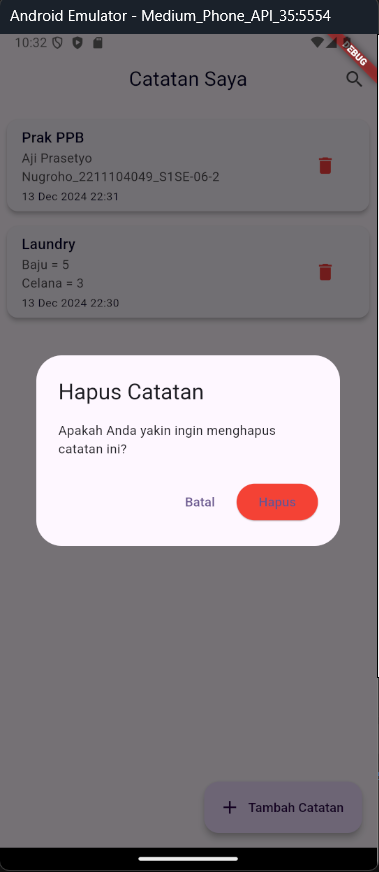 Android Emulator - Medium_Phone_API_35:5554
10:32
DEBUG
Catatan Saya
Prak PPB
Aji Prasetyo
Nugroho_2211104049_S1SE-06-2
13 Dec 2024 22:31
Laundry
Baju = 5
Celana = 3
13 Dec 2024 22:30
Hapus Catatan
Apakah Anda yakin ingin menghapus
catatan ini?
Batal Hapus
+ Tambah Catatan